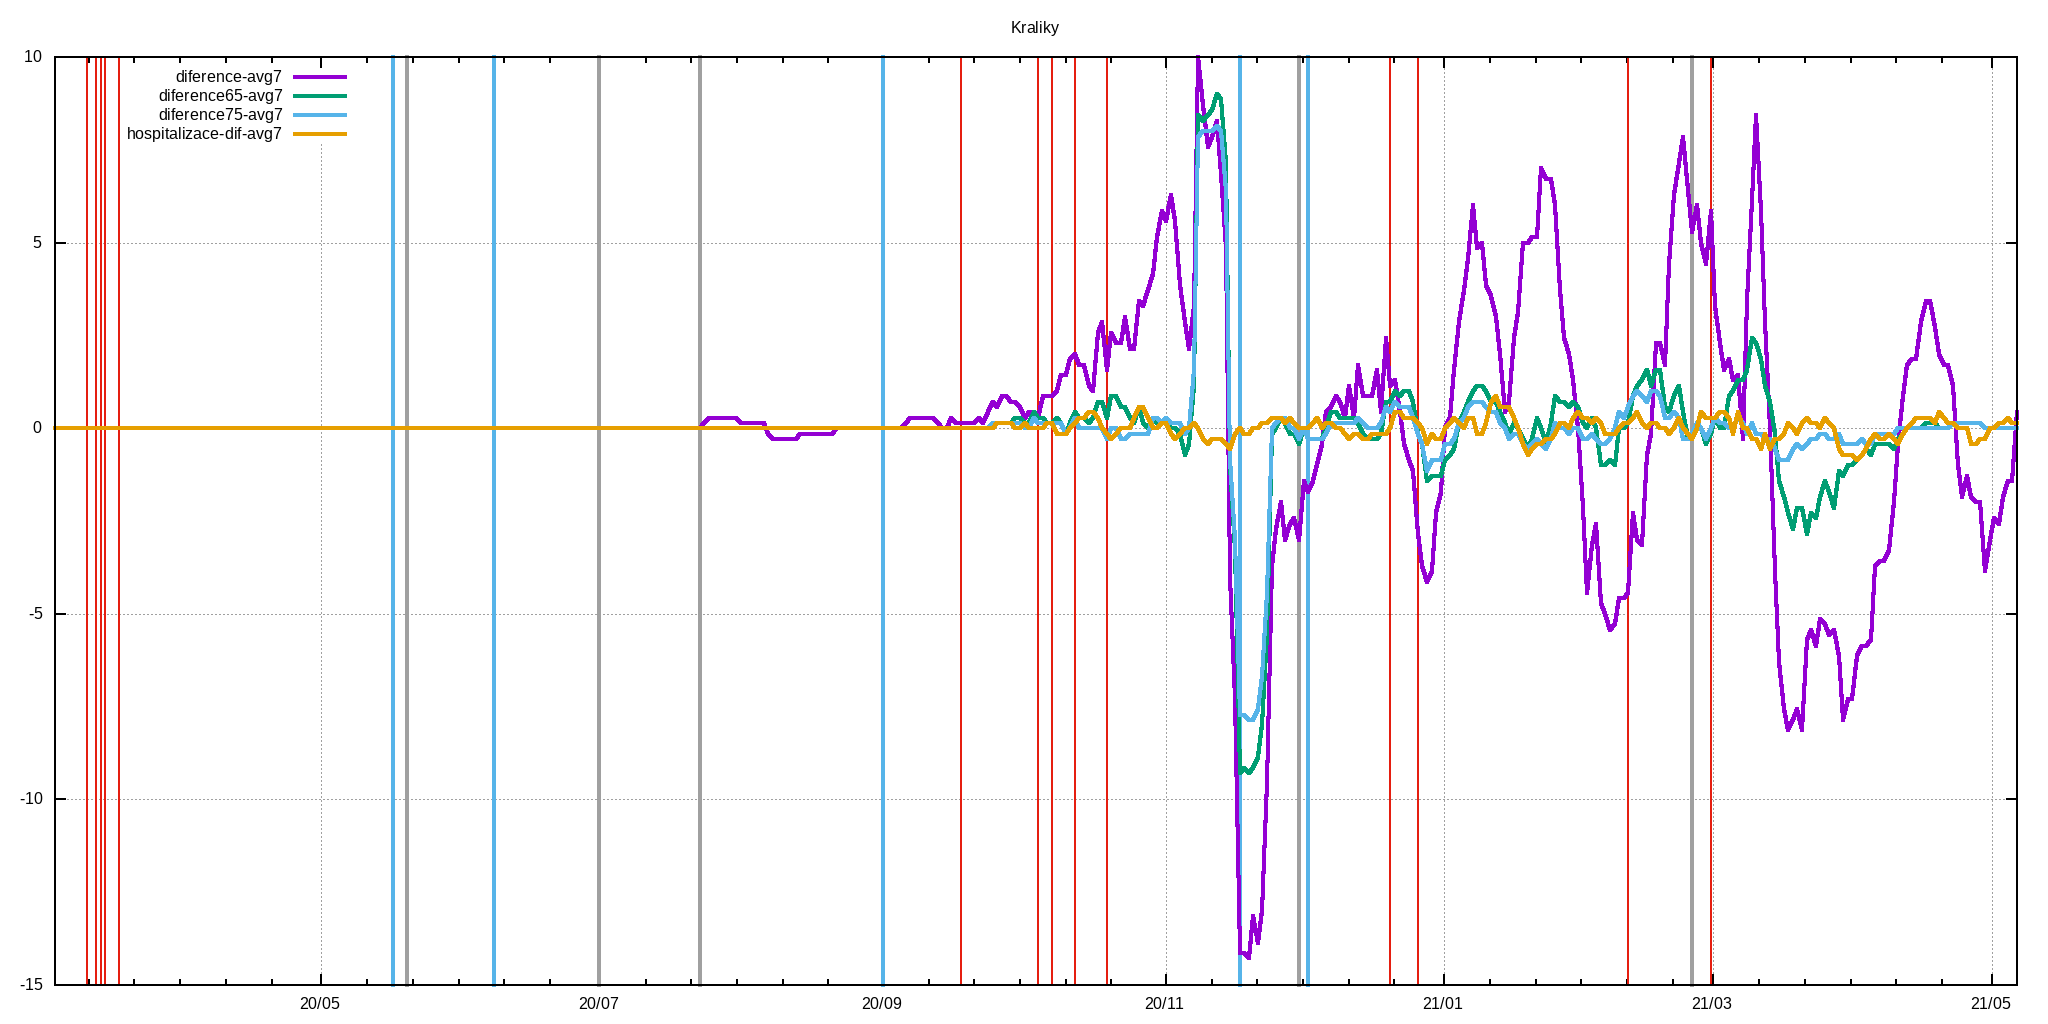 Kraliky
diference-avg7
diference65-avg7
diference75-avg7
hospitalizace-dif-avg7
10
5
0
-5
-10
-15
20/05 20/07 20/09 20/11 21/01 21/03 21/05